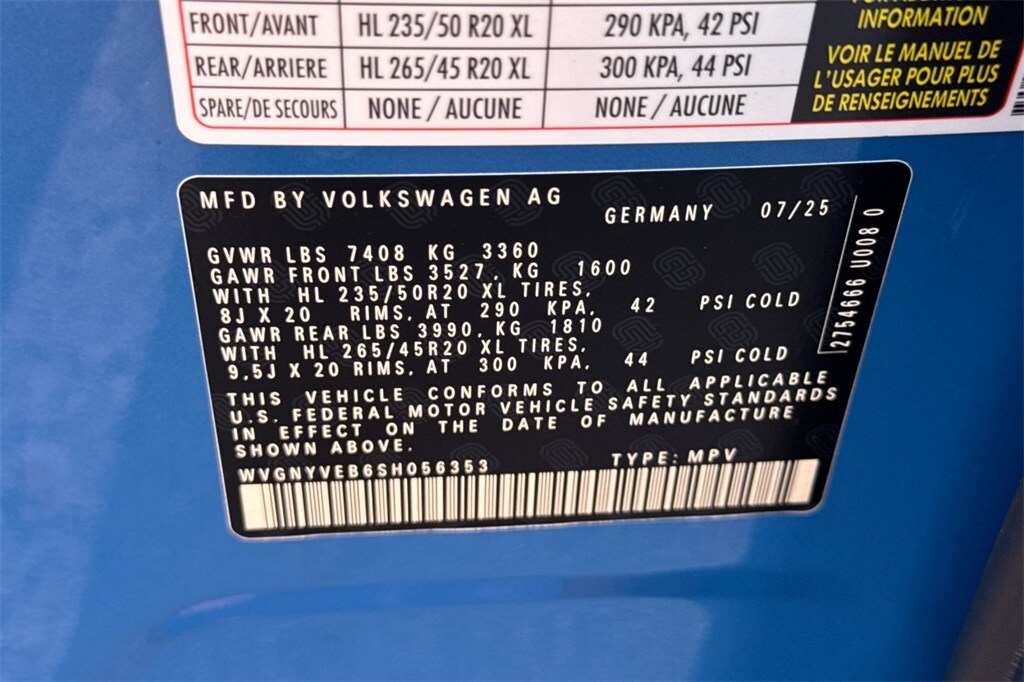 FRONT/AVANT HL 235/50 R20 XL 290 KPA, 42 PSI
REAR/ARRIERE HL 265/45 R20 XL 300 KPA, 44 PSI
SPARE/DE SECOURS NONE / AUCUNE NONE / AUCUNE
INFORMATION
VOIR LE MANUEL DE
L'USAGER POUR PLUS
DE RENSEIGNEMENTS
MFD BY VOLKSWAGEN AG GERMANY 07/25
GVWR LBS 7408 KG 3360
GAWR FRONT LBS 3527, KG 1600
WITH HL 235/50R20 XL TIRES,
8J X 20 RIMS, AT 290 KPA, 42 PSI COLD
GAWR REAR LBS 3990, KG 1810
WITH HL 265/45R20 XL TIRES,
9,5J X 20 RIMS, AT 300 KPA, 44 PSI COLD
THIS VEHICLE CONFORMS TO ALL APPLICABLE
U.S. FEDERAL MOTOR VEHICLE SAFETY STANDARDS
IN EFFECT ON THE DATE OF MANUFACTURE
SHOWN ABOVE.
WVGNYVEB6SH056353 TYPE: MPV
2754666 U008 0